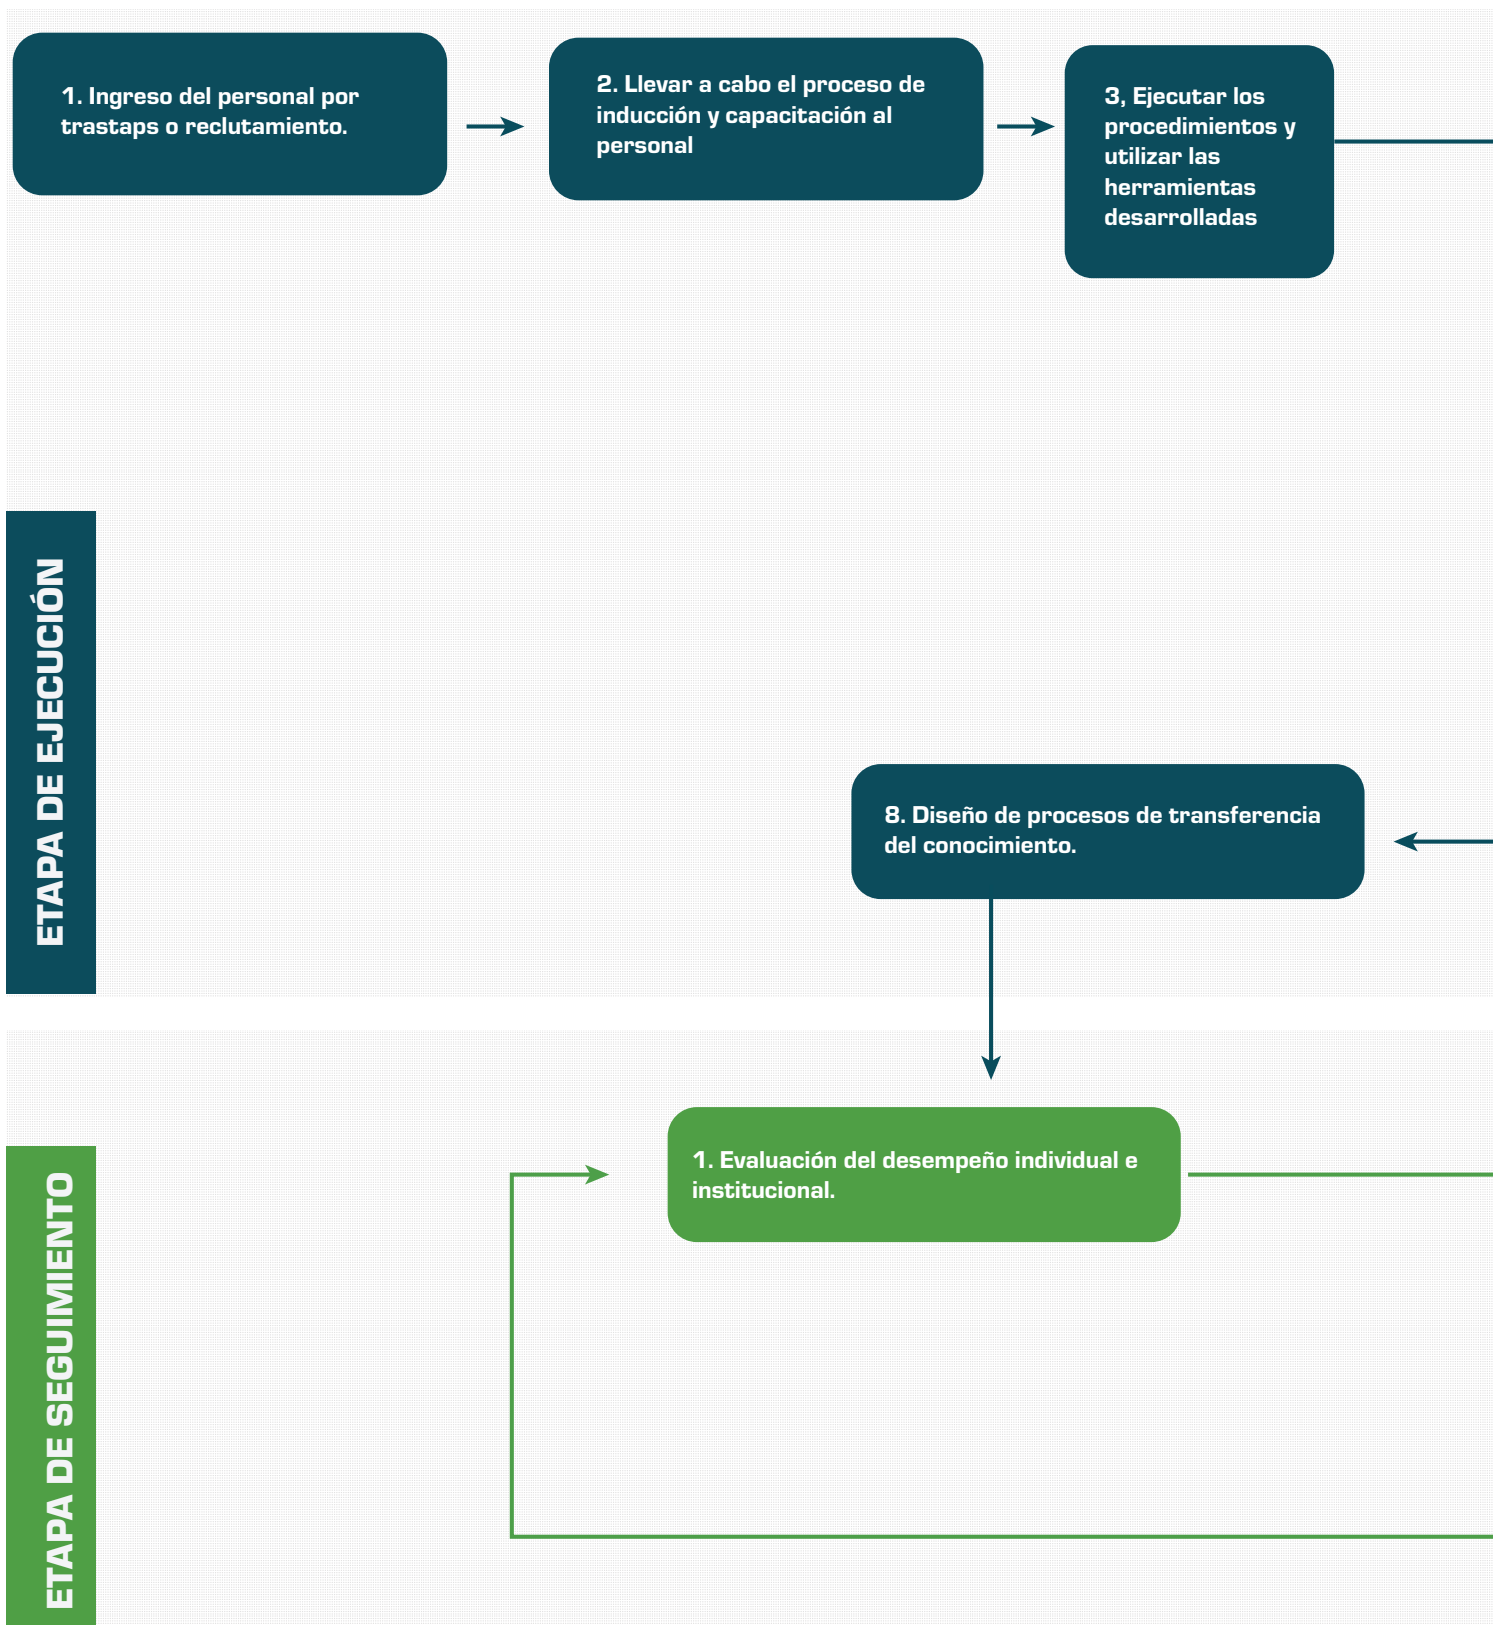 1. Ingreso del personal por
trastaps o reclutamiento.
2. Llevar a cabo el proceso de
inducción y capacitación al
personal
3, Ejecutar los
procedimientos y
utilizar las
herramientas
desarrolladas
ETAPA DE EJECUCIÓN
8. Diseño de procesos de transferencia
del conocimiento.
1. Evaluación del desempeño individual e
institucional.
ETAPA DE SEGUIMIENTO